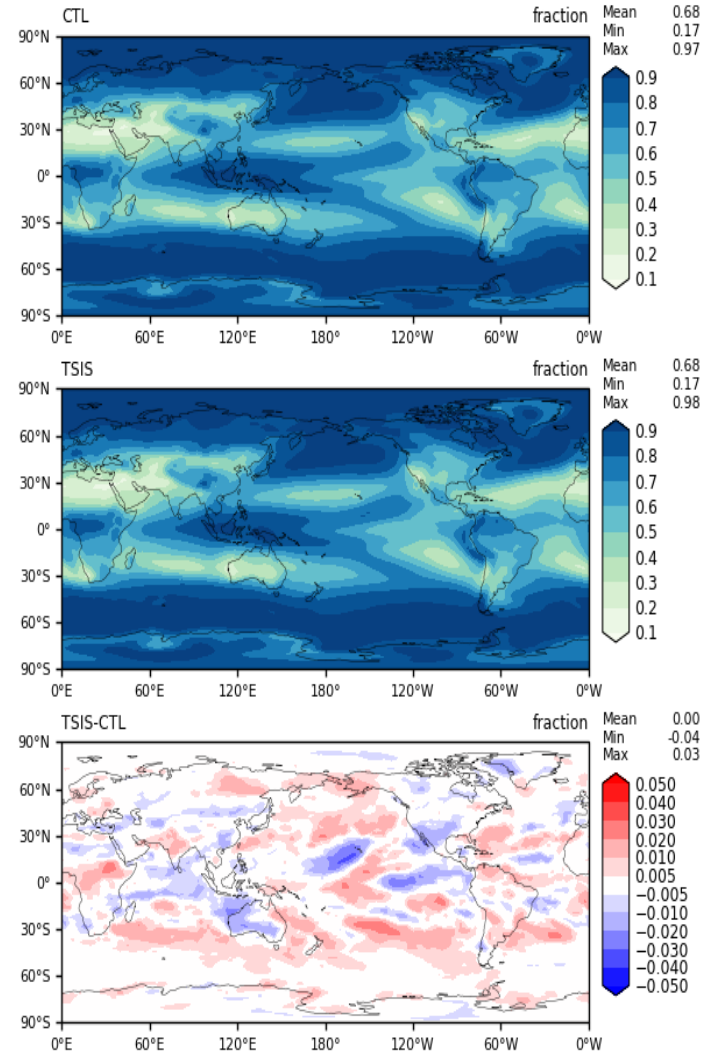 CTL fraction Mean 0.68
Min 0.17
Max 0.97
90°N
60°N
30°N
0°
30°S
60°S
90°S
0°E 60°E 120°E 180° 120°W 60°W 0°W
0.9
0.8
0.7
0.6
0.5
0.4
0.3
0.2
0.1
TSIS fraction Mean 0.68
Min 0.17
Max 0.98
90°N
60°N
30°N
0°
30°S
60°S
90°S
0°E 60°E 120°E 180° 120°W 60°W 0°W
0.9
0.8
0.7
0.6
0.5
0.4
0.3
0.2
0.1
TSIS-CTL fraction Mean 0.00
Min -0.04
Max 0.03
90°N
60°N
30°N
0°
30°S
60°S
90°S
0°E 60°E 120°E 180° 120°W 60°W 0°W
0.050
0.040
0.030
0.020
0.010
0.005
−0.005
−0.010
−0.020
−0.030
−0.040
−0.050